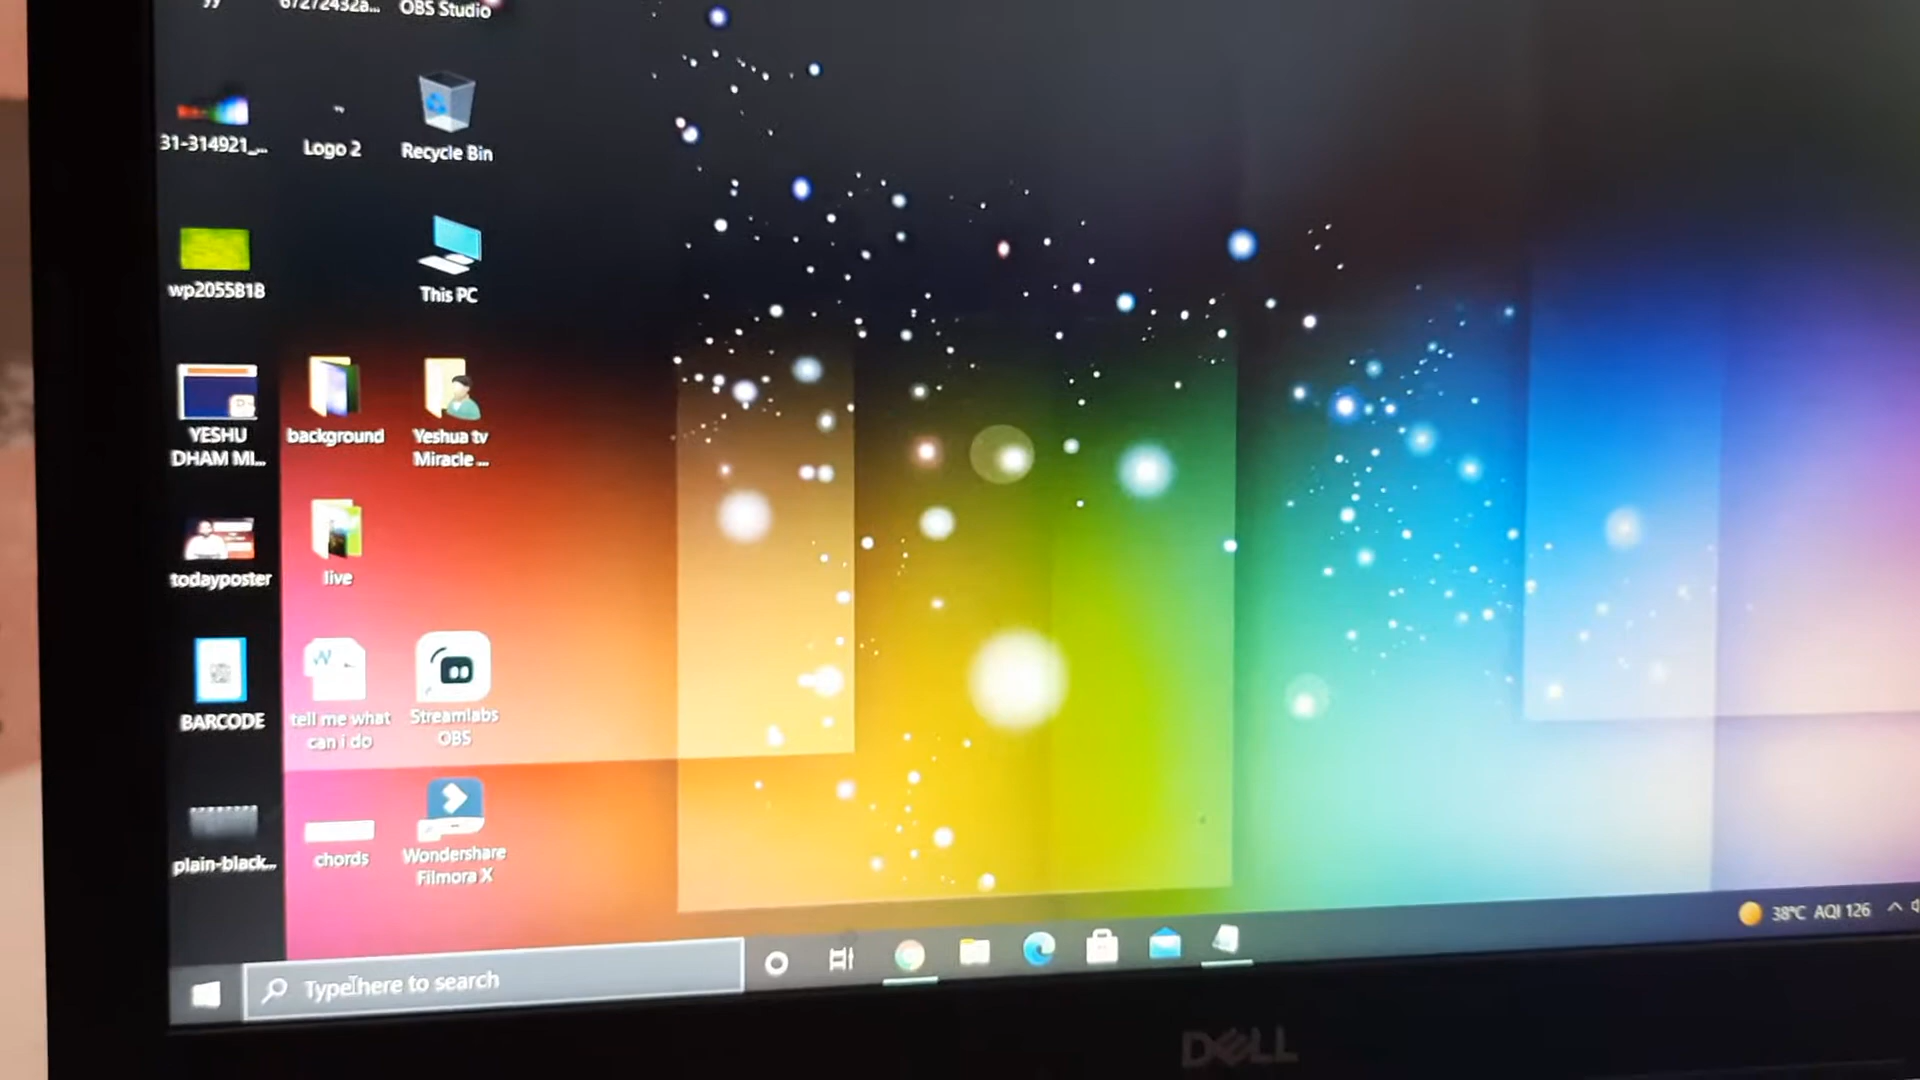 OBS Studio
31-314921_...
Logo 2
Recycle Bin
wp2055818
This PC
YESHU
DHAM MI...
background
Yeshua tv
Miracle ...
todayposter
live
BARCODE
tell me what
can i do
Streamlabs
OBS
plain-black...
chords
Wondershare
Filmora X
Type here to search
38°C AQI 126
DELL